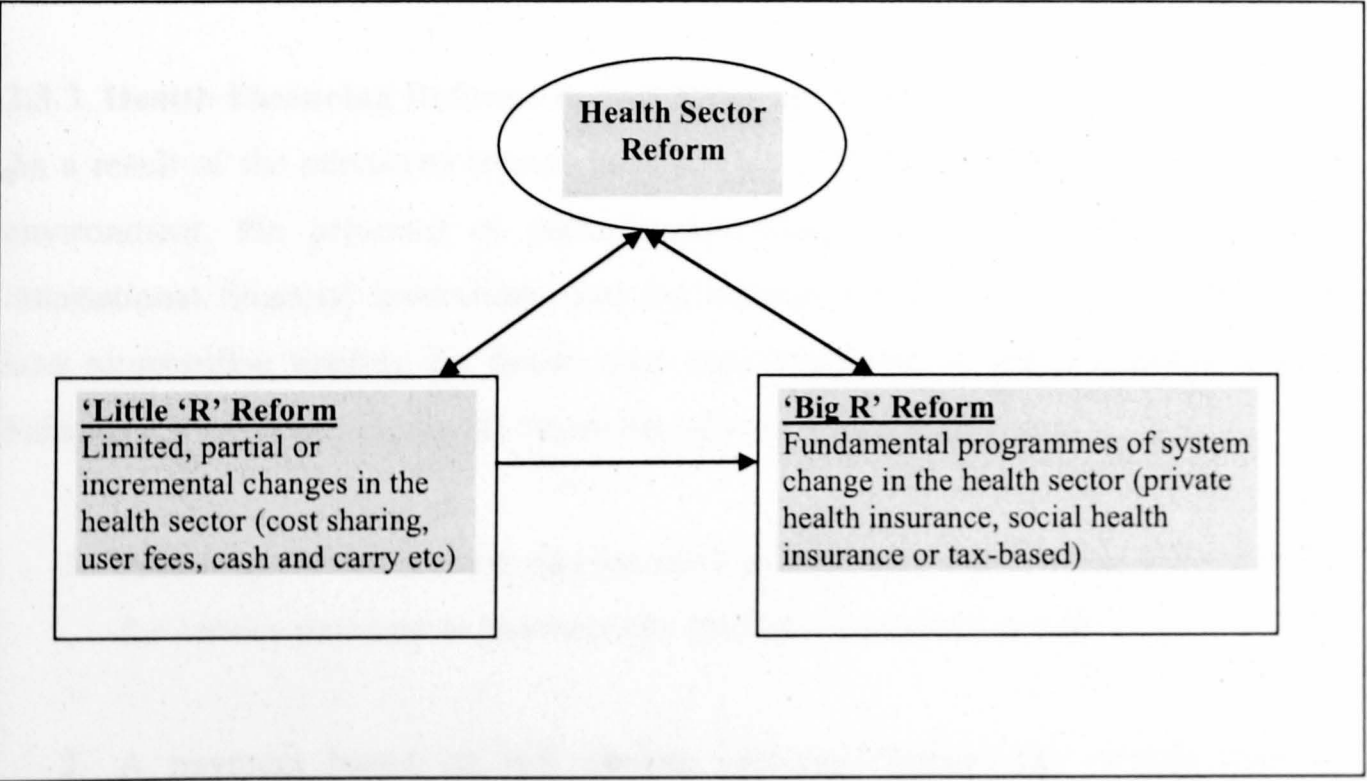 Health Sector
Reform
‘Little 'R' Reform
Limited, partial or
incremental changes in the
health sector (cost sharing,
user fees, cash and carry etc)
‘Big R’ Reform
Fundamental programmes of system
change in the health sector (private
health insurance, social health
insurance or tax-based)